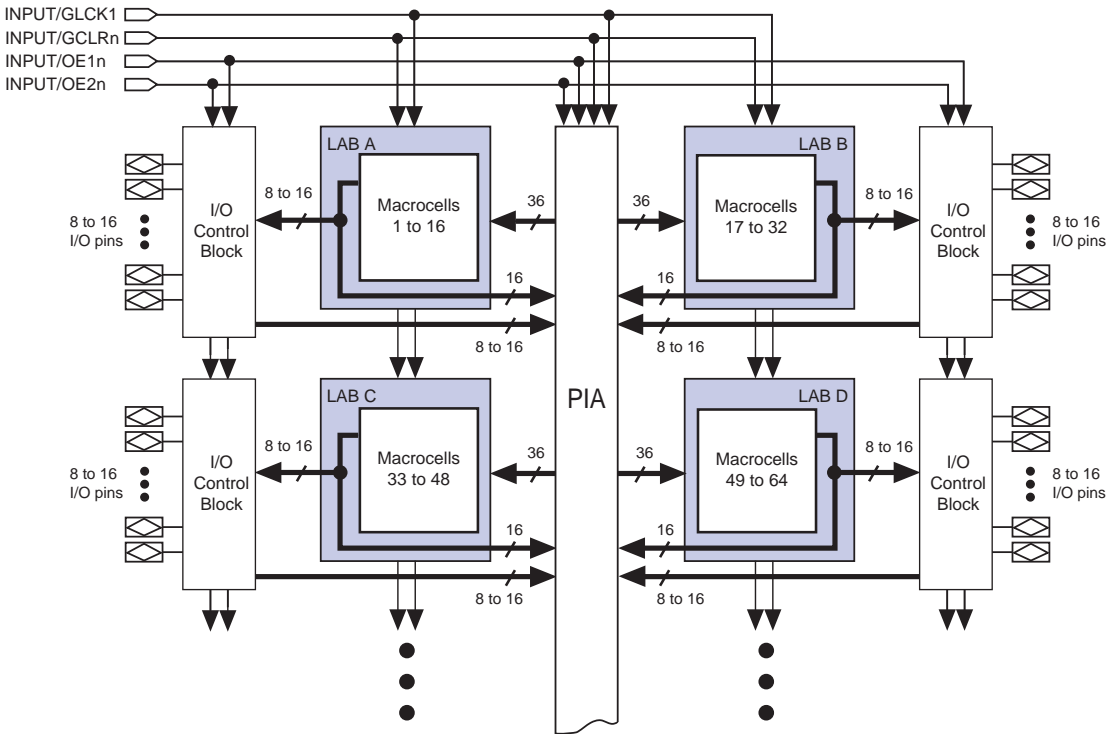 INPUT/GLCK1
INPUT/GCLRn
INPUT/OE1n
INPUT/OE2n
LAB A
LAB B
8 to 16
Macrocells
1 to 16
36
36
Macrocells
17 to 32
8 to 16
8 to 16
I/O pins
I/O
Control
Block
I/O
Control
Block
8 to 16
I/O pins
16
16
8 to 16
8 to 16
PIA
LAB C
LAB D
8 to 16
Macrocells
33 to 48
36
36
Macrocells
49 to 64
8 to 16
8 to 16
I/O pins
I/O
Control
Block
I/O
Control
Block
8 to 16
I/O pins
16
16
8 to 16
8 to 16